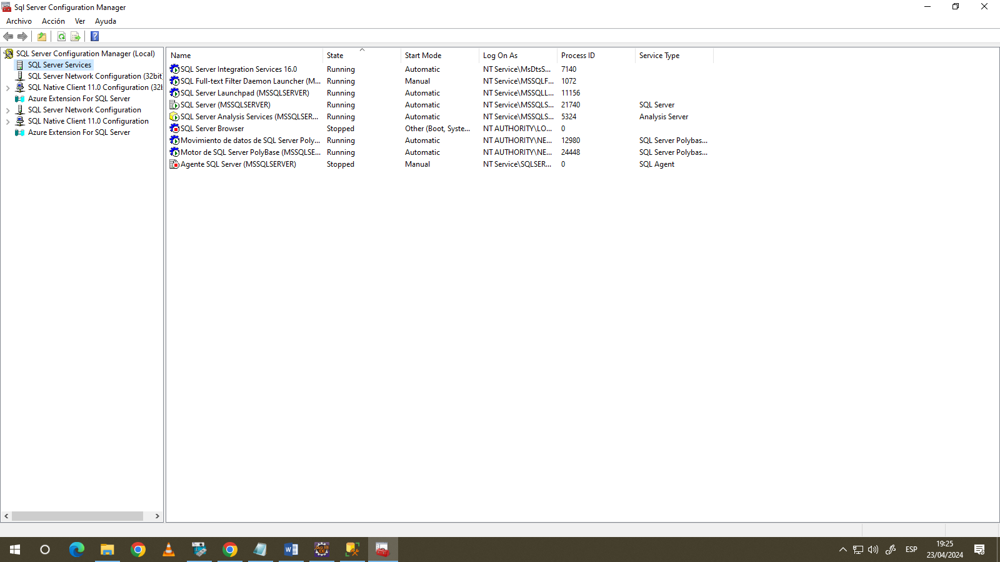 Sql Server Configuration Manager
Archivo Acción Ver Ayuda
SQL Server Configuration Manager (Local)
SQL Server Services
SQL Server Network Configuration (32bit
SQL Native Client 11.0 Configuration (32b
Azure Extension For SQL Server
SQL Server Network Configuration
SQL Native Client 11.0 Configuration
Azure Extension For SQL Server
Name State Start Mode Log On As Process ID Service Type
SQL Server Integration Services 16.0 Running Automatic NT Service\MsDtsS... 7140
SQL Full-text Filter Daemon Launcher (M... Running Manual NT Service\MSSQLF... 1072
SQL Server Launchpad (MSSQLSERVER) Running Automatic NT Service\MSSQLL... 11156
SQL Server (MSSQLSERVER) Running Automatic NT Service\MSSQLS... 21740 SQL Server
SQL Server Analysis Services (MSSQLSER... Running Automatic NT Service\MSSQLS... 5324 Analysis Server
SQL Server Browser Stopped Other (Boot, Syste... NT AUTHORITY\LO... 0
Movimiento de datos de SQL Server Poly... Running Automatic NT AUTHORITY\NE... 12980 SQL Server Polybas...
Motor de SQL Server PolyBase (MSSQLSE... Running Automatic NT AUTHORITY\NE... 24448 SQL Server Polybas...
Agente SQL Server (MSSQLSERVER) Stopped Manual NT Service\SQLSER... 0 SQL Agent
ESP
19:25
23/04/2024